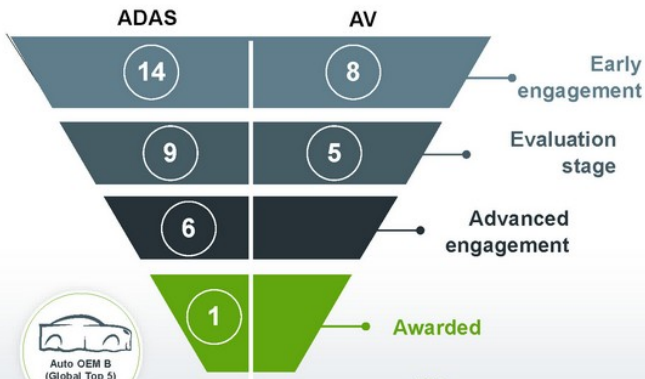 ADAS AV
14 8
Early
engagement
9 5
Evaluation
stage
6
Advanced
engagement
1
Awarded
Auto OEM B
(Global Top 5)